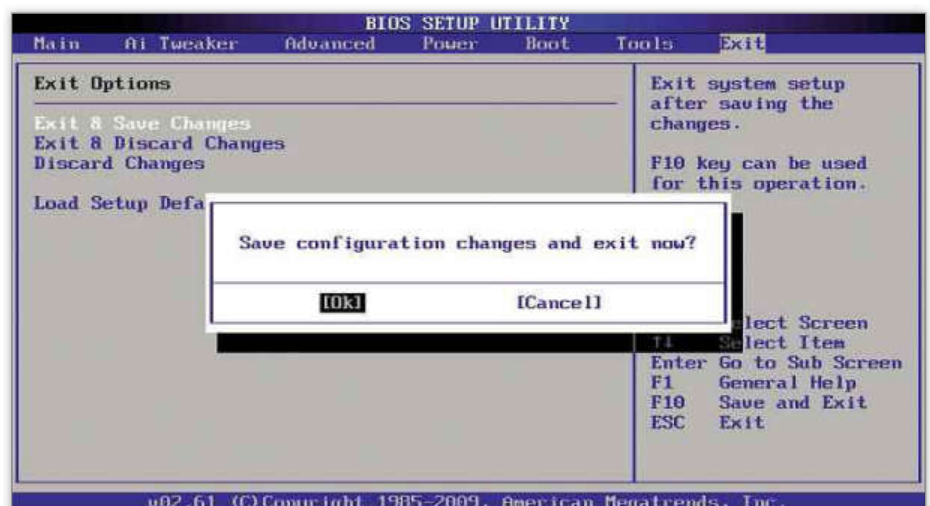 BIOS SETUP UTILITY
Main Ai Tweaker Advanced Power Boot Tools Exit
Exit Options
Exit & Save Changes
Exit & Discard Changes
Discard Changes
Load Setup Defa
Exit system setup
after saving the
changes.
F10 key can be used
for this operation.
Save configuration changes and exit now?
[Ok] [Cancel]
lect Screen
↑↓ Select Item
Enter Go to Sub Screen
F1 General Help
F10 Save and Exit
ESC Exit
v02.61 (C)Copyright 1985-2009, American Megatrends, Inc.